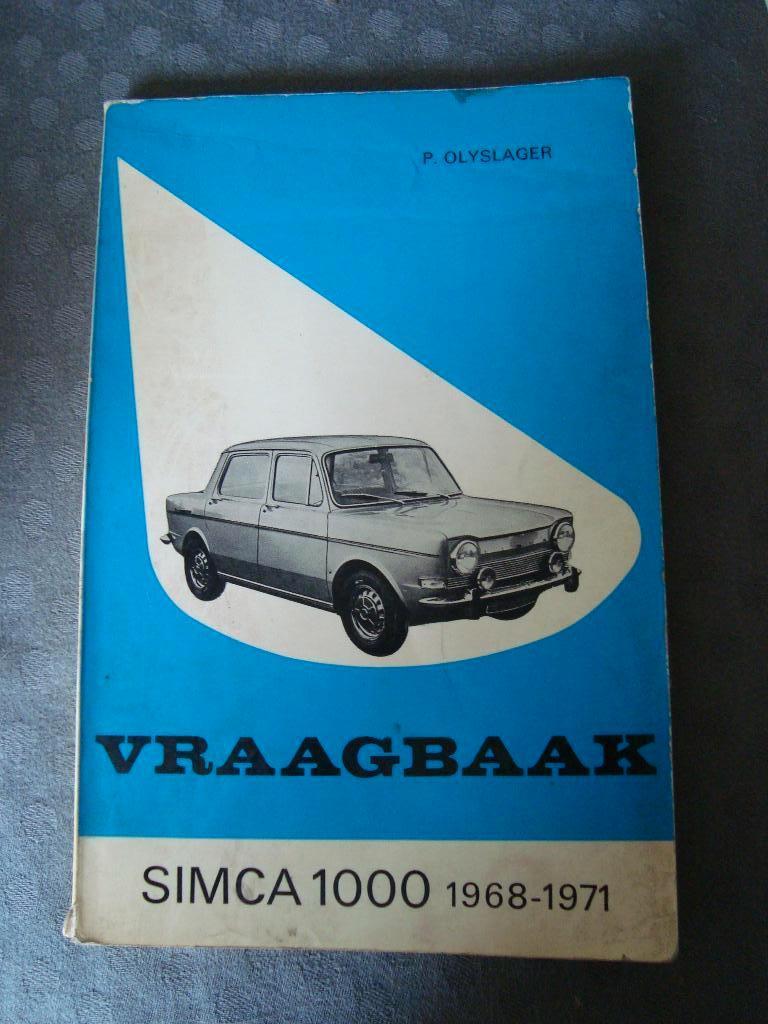 P. OLYSLAGER
VRAAGBAAK
SIMCA 1000 1968-1971